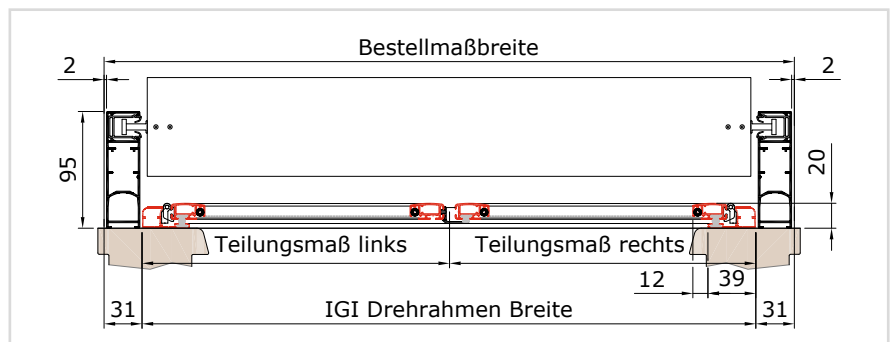 Bestellmaßbreite
2
2
95
20
Teilungsmaß links
Teilungsmaß rechts
12
39
31
IGI Drehrahmen Breite
31